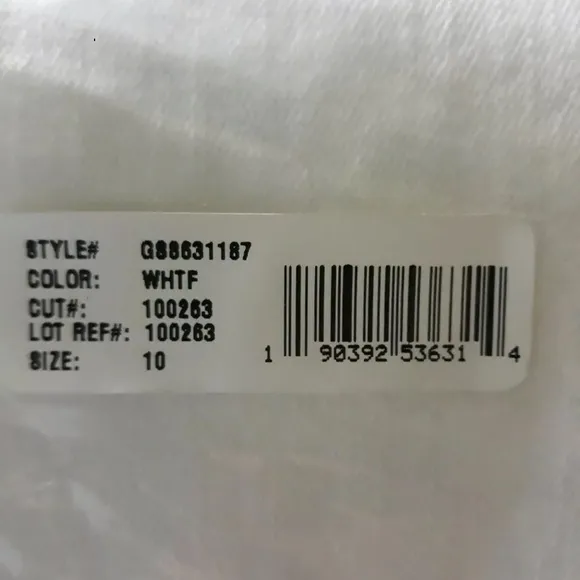 STYLE# GS8631187
COLOR: WHTF
CUT#: 100263
LOT REF#: 100263
SIZE: 10
1 90392 53631 4